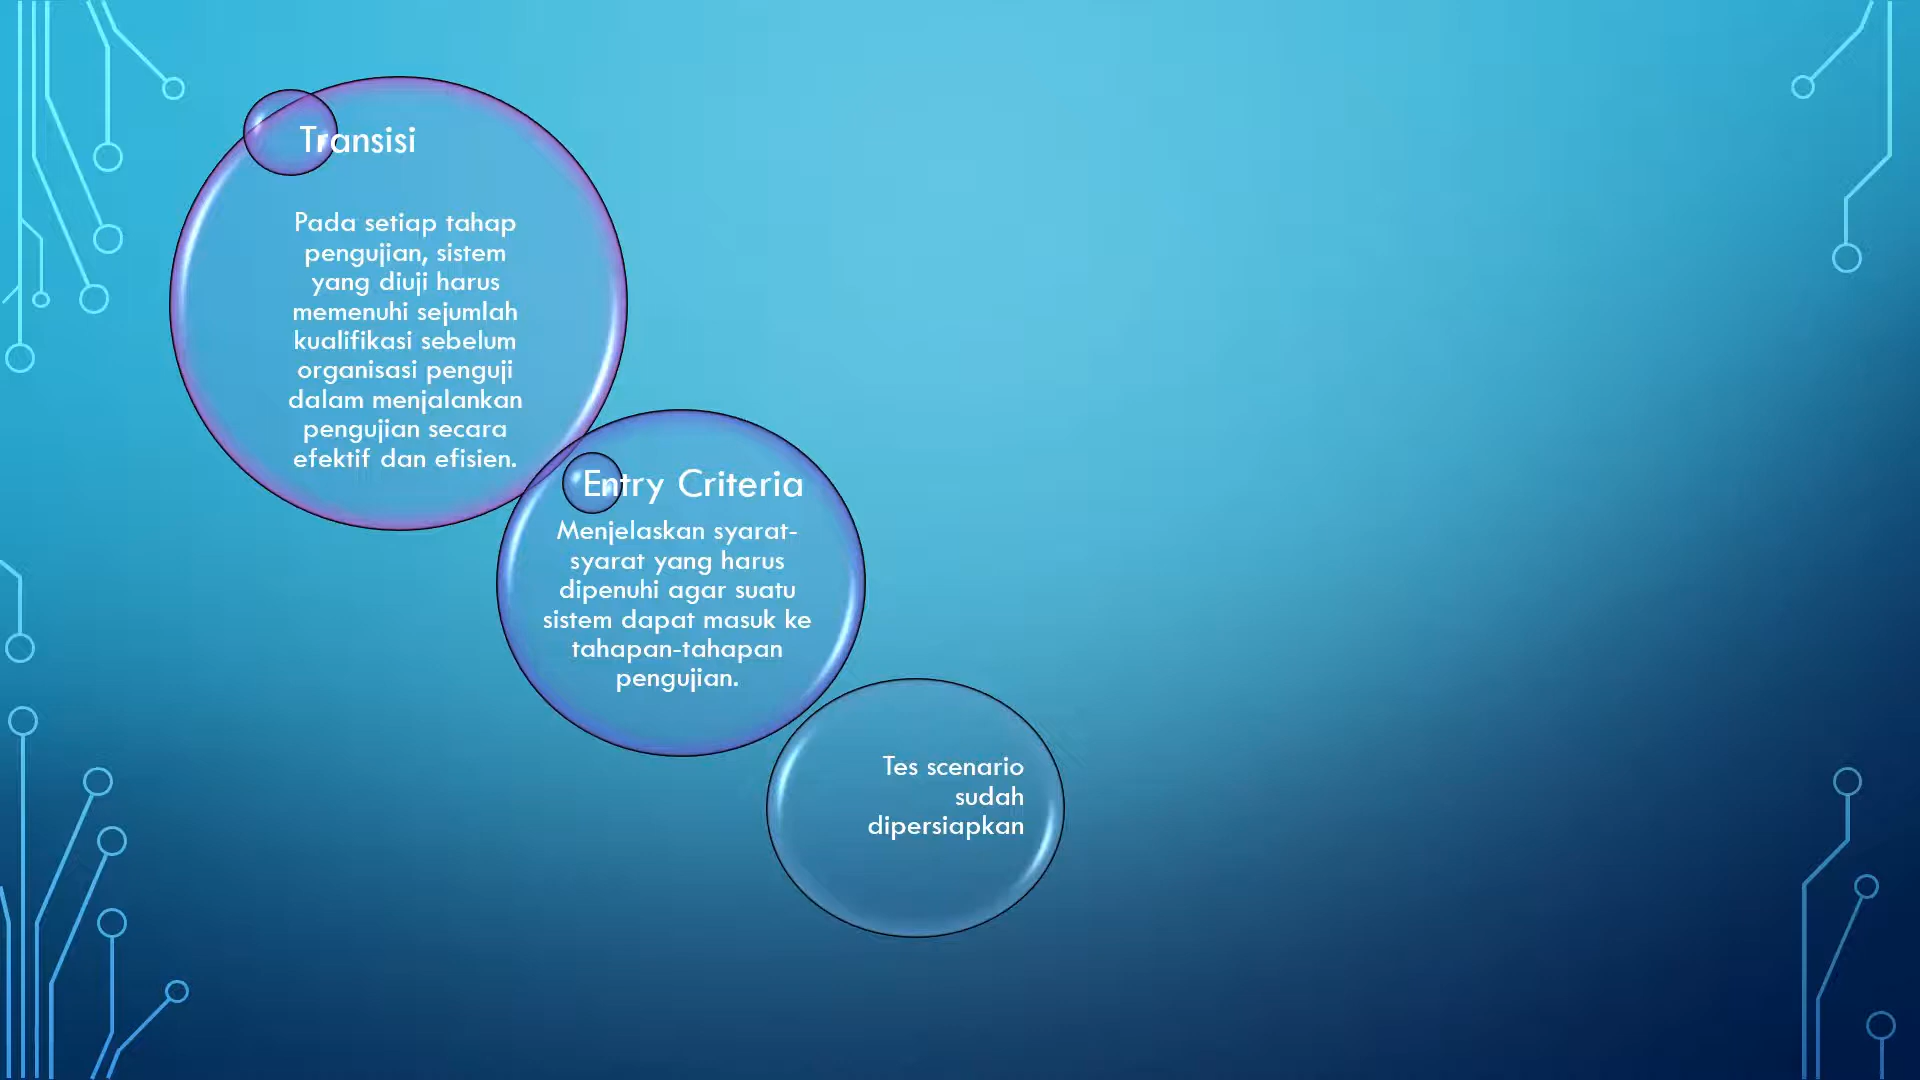 Transisi
Pada setiap tahap
pengujian, sistem
yang diuji harus
memenuhi sejumlah
kualifikasi sebelum
organisasi penguji
dalam menjalankan
pengujian secara
efektif dan efisien.
Entry Criteria
Menjelaskan syarat-
syarat yang harus
dipenuhi agar suatu
sistem dapat masuk ke
tahapan-tahapan
pengujian.
Tes scenario
sudah
dipersiapkan